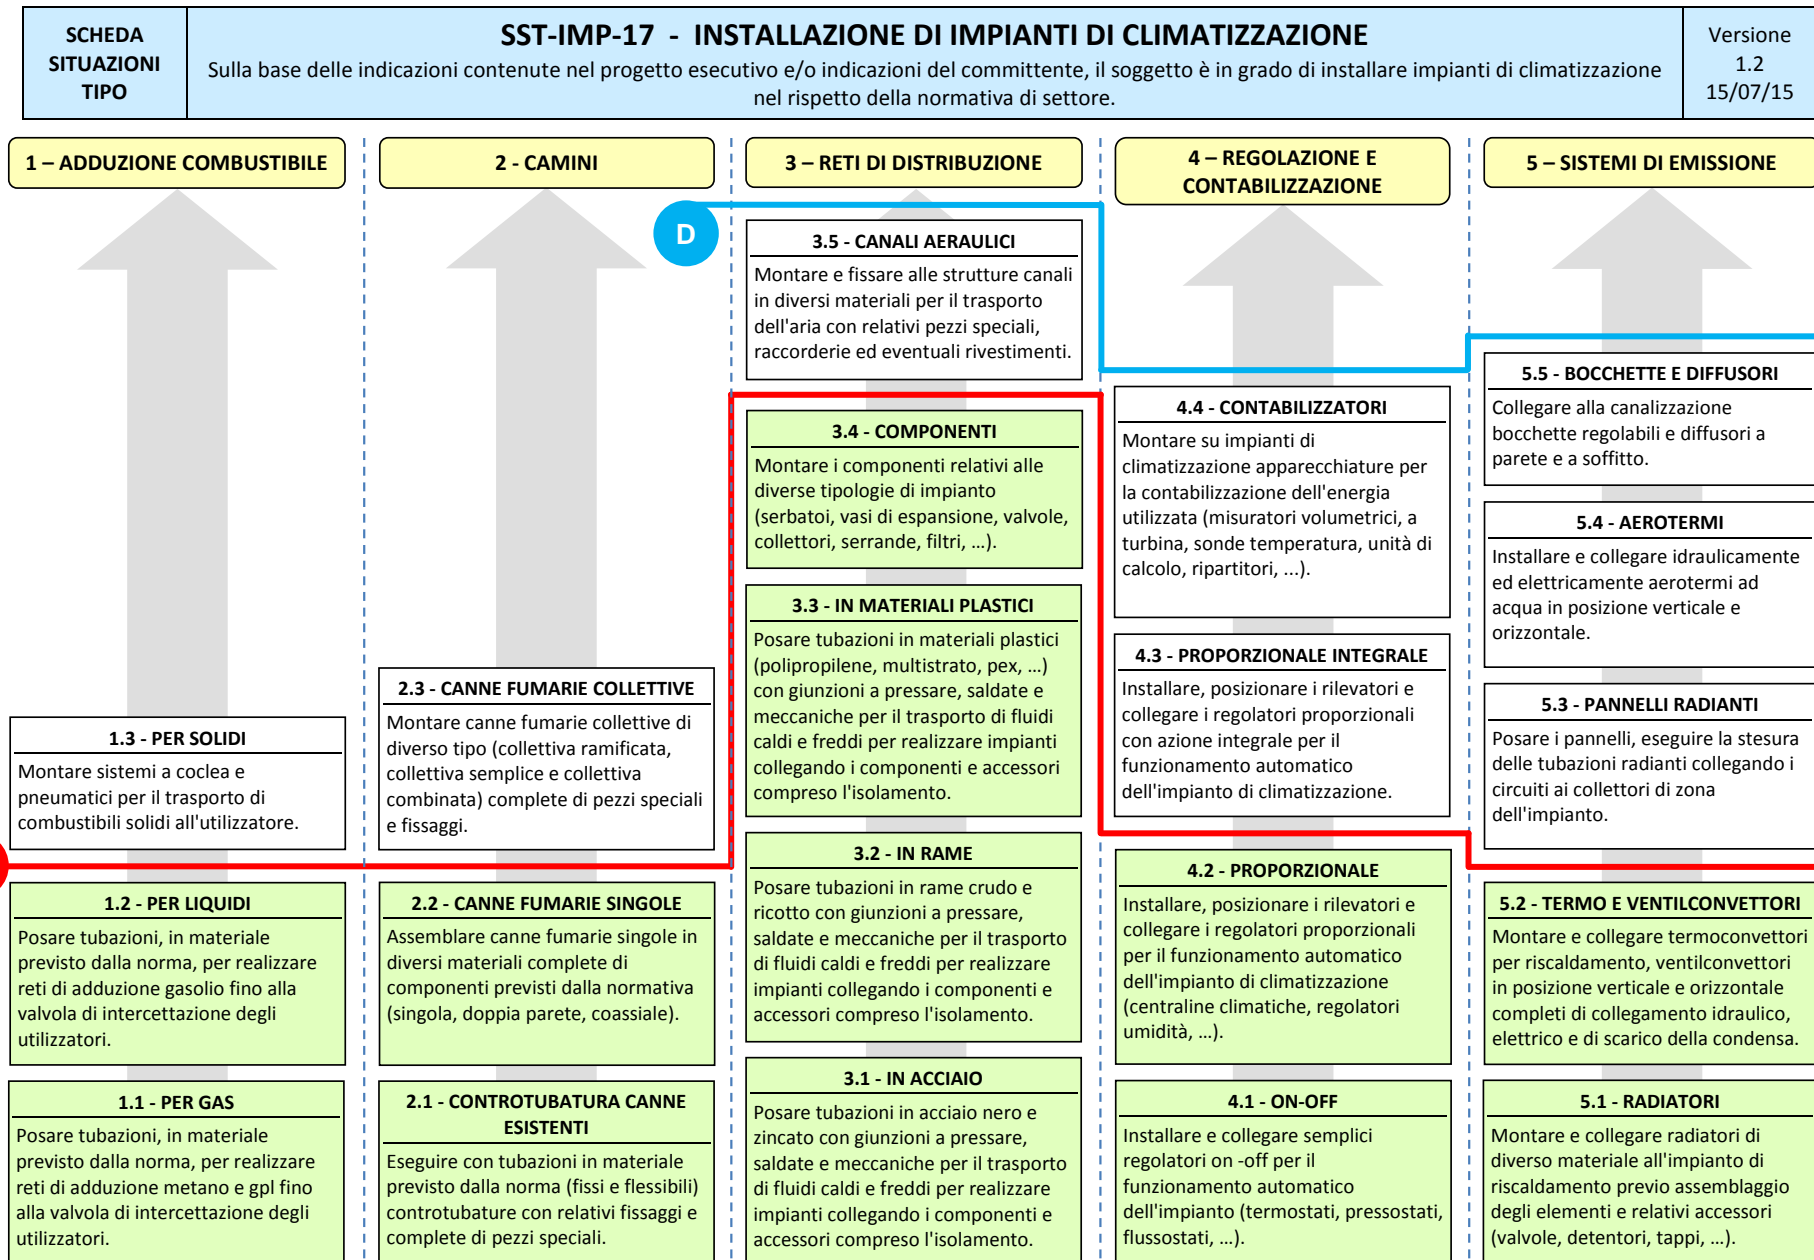 SCHEDA
SITUAZIONI
TIPO
SST-IMP-17 - INSTALLAZIONE DI IMPIANTI DI CLIMATIZZAZIONE
Sulla base delle indicazioni contenute nel progetto esecutivo e/o indicazioni del committente, il soggetto è in grado di installare impianti di climatizzazione
nel rispetto della normativa di settore.
Versione
1.2
15/07/15
1 – ADDUZIONE COMBUSTIBILE
1.3 - PER SOLIDI
Montare sistemi a coclea e
pneumatici per il trasporto di
combustibili solidi all'utilizzatore.
1.2 - PER LIQUIDI
Posare tubazioni, in materiale
previsto dalla norma, per realizzare
reti di adduzione gasolio fino alla
valvola di intercettazione degli
utilizzatori.
1.1 - PER GAS
Posare tubazioni, in materiale
previsto dalla norma, per realizzare
reti di adduzione metano e gpl fino
alla valvola di intercettazione degli
utilizzatori.
2 - CAMINI
D
2.3 - CANNE FUMARIE COLLETTIVE
Montare canne fumarie collettive di
diverso tipo (collettiva ramificata,
collettiva semplice e collettiva
combinata) complete di pezzi speciali
e fissaggi.
2.2 - CANNE FUMARIE SINGOLE
Assemblare canne fumarie singole in
diversi materiali complete di
componenti previsti dalla normativa
(singola, doppia parete, coassiale).
2.1 - CONTROTUBATURA CANNE
ESISTENTI
Eseguire con tubazioni in materiale
previsto dalla norma (fissi e flessibili)
controtubature con relativi fissaggi e
complete di pezzi speciali.
3 – RETI DI DISTRIBUZIONE
3.5 - CANALI AERAULICI
Montare e fissare alle strutture canali
in diversi materiali per il trasporto
dell'aria con relativi pezzi speciali,
raccorderie ed eventuali rivestimenti.
3.4 - COMPONENTI
Montare i componenti relativi alle
diverse tipologie di impianto
(serbatoi, vasi di espansione, valvole,
collettori, serrande, filtri, …).
3.3 - IN MATERIALI PLASTICI
Posare tubazioni in materiali plastici
(polipropilene, multistrato, pex, …)
con giunzioni a pressare, saldate e
meccaniche per il trasporto di fluidi
caldi e freddi per realizzare impianti
collegando i componenti e accessori
compreso l'isolamento.
3.2 - IN RAME
Posare tubazioni in rame crudo e
ricotto con giunzioni a pressare,
saldate e meccaniche per il trasporto
di fluidi caldi e freddi per realizzare
impianti collegando i componenti e
accessori compreso l'isolamento.
3.1 - IN ACCIAIO
Posare tubazioni in acciaio nero e
zincato con giunzioni a pressare,
saldate e meccaniche per il trasporto
di fluidi caldi e freddi per realizzare
impianti collegando i componenti e
accessori compreso l'isolamento.
4 – REGOLAZIONE E
CONTABILIZZAZIONE
4.4 - CONTABILIZZATORI
Montare su impianti di
climatizzazione apparecchiature per
la contabilizzazione dell'energia
utilizzata (misuratori volumetrici, a
turbina, sonde temperatura, unità di
calcolo, ripartitori, ...).
4.3 - PROPORZIONALE INTEGRALE
Installare, posizionare i rilevatori e
collegare i regolatori proporzionali
con azione integrale per il
funzionamento automatico
dell'impianto di climatizzazione.
4.2 - PROPORZIONALE
Installare, posizionare i rilevatori e
collegare i regolatori proporzionali
per il funzionamento automatico
dell'impianto di climatizzazione
(centraline climatiche, regolatori
umidità, …).
4.1 - ON-OFF
Installare e collegare semplici
regolatori on -off per il
funzionamento automatico
dell'impianto (termostati, pressostati,
flussostati, …).
5 – SISTEMI DI EMISSIONE
5.5 - BOCCHETTE E DIFFUSORI
Collegare alla canalizzazione
bocchette regolabili e diffusori a
parete e a soffitto.
5.4 - AEROTERMI
Installare e collegare idraulicamente
ed elettricamente aerotermi ad
acqua in posizione verticale e
orizzontale.
5.3 - PANNELLI RADIANTI
Posare i pannelli, eseguire la stesura
delle tubazioni radianti collegando i
circuiti ai collettori di zona
dell'impianto.
5.2 - TERMO E VENTILCONVETTORI
Montare e collegare termoconvettori
per riscaldamento, ventilconvettori
in posizione verticale e orizzontale
completi di collegamento idraulico,
elettrico e di scarico della condensa.
5.1 - RADIATORI
Montare e collegare radiatori di
diverso materiale all'impianto di
riscaldamento previo assemblaggio
degli elementi e relativi accessori
(valvole, detentori, tappi, …).